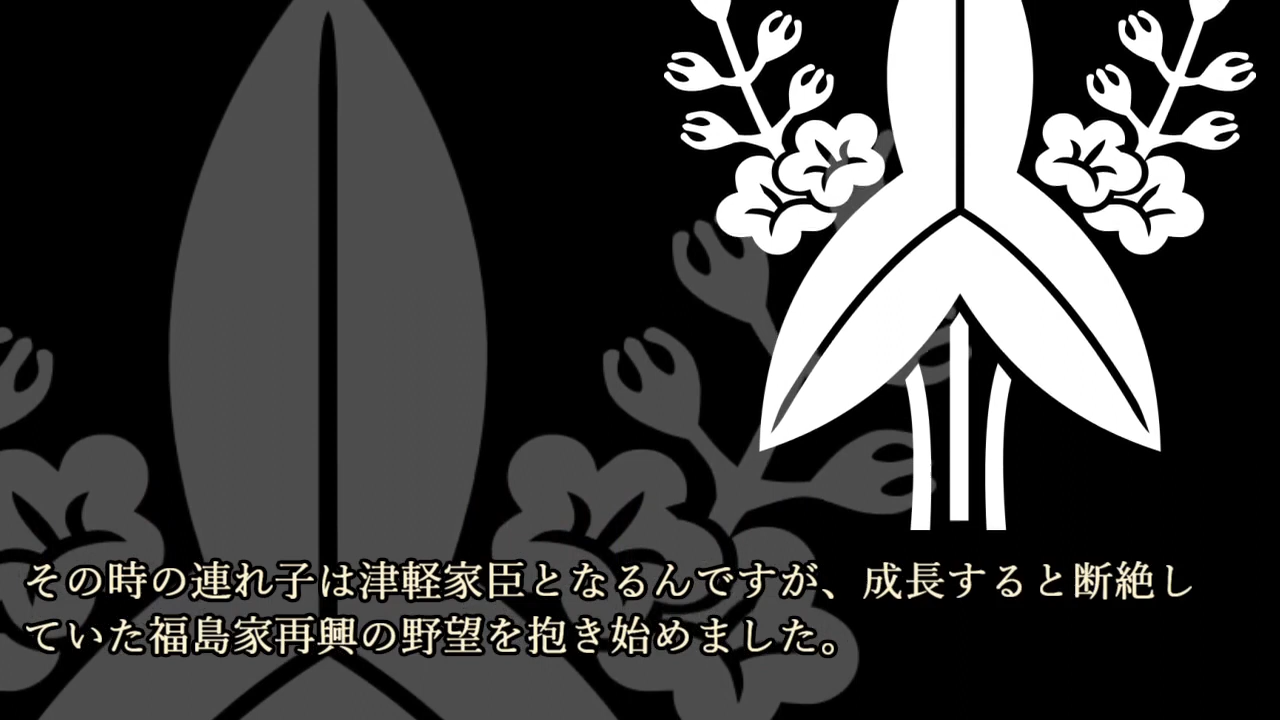 その時の連れ子は津軽家臣となるんですが、成長すると断絶し
ていた福島家再興の野望を抱き始めました。